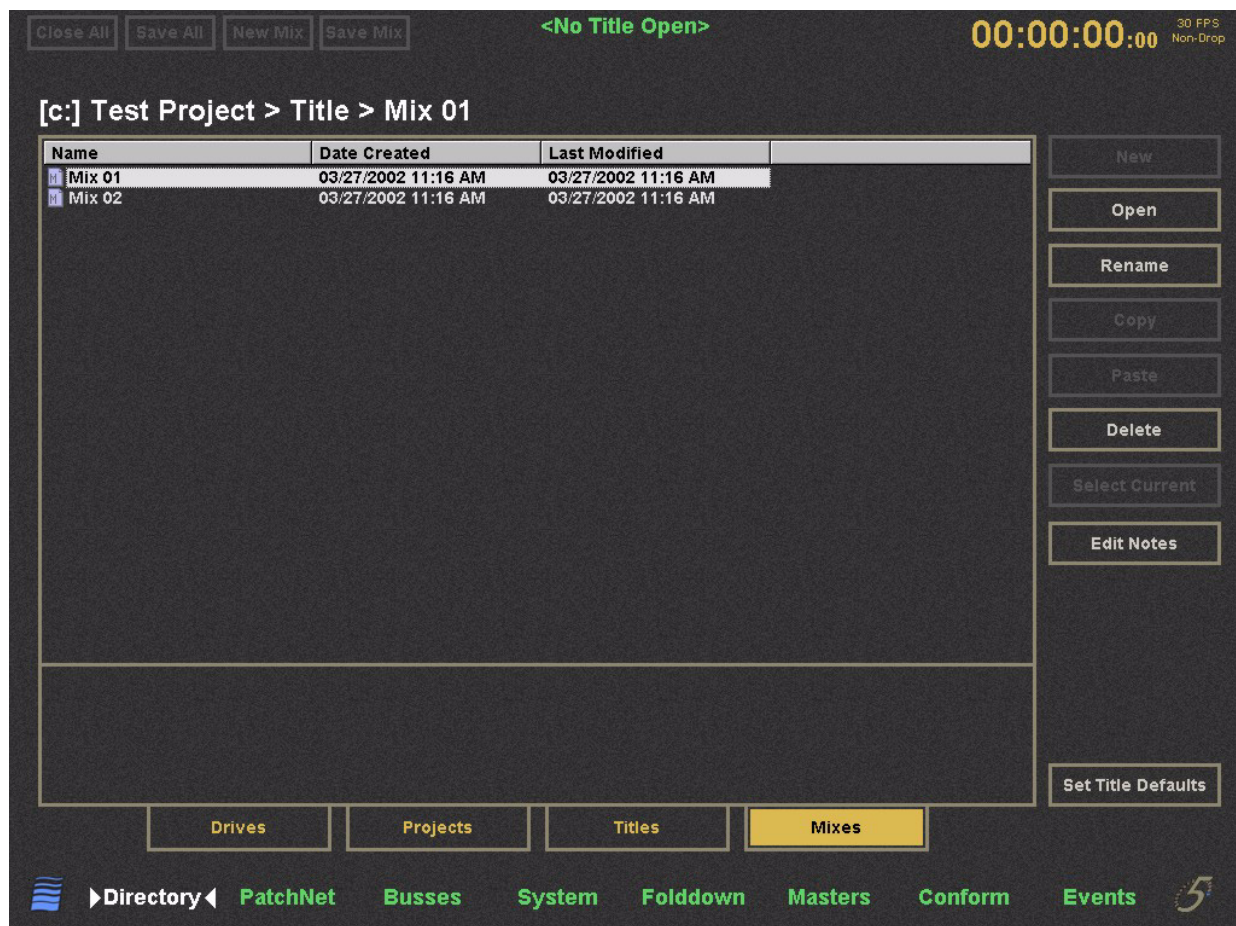 Close All Save All New Mix Save Mix <No Title Open> 00:00:00:00 30 FPS
Non-Drop
[c:] Test Project > Title > Mix 01
Name Date Created Last Modified
M Mix 01 03/27/2002 11:16 AM 03/27/2002 11:16 AM
M Mix 02 03/27/2002 11:16 AM 03/27/2002 11:16 AM
New
Open
Rename
Copy
Paste
Delete
Select Current
Edit Notes
Set Title Defaults
Drives Projects Titles Mixes
Directory PatchNet Busses System Folddown Masters Conform Events 5